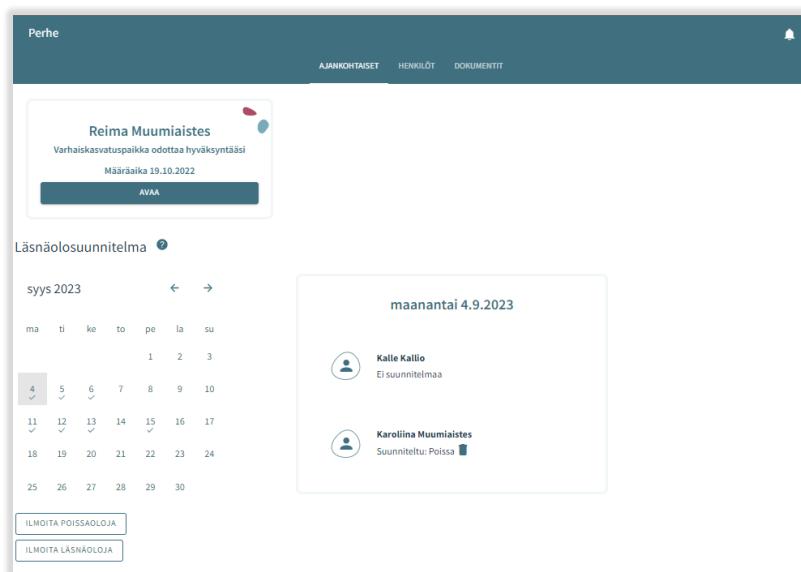 Perhe
AJANKOHTAISET HENKILÖT DOKUMENTIT
Reima Muumiaistes
Varhaiskasvatuspaikka odottaa hyväksyntääsi
Määräaika 19.10.2022
AVAA
Läsnäolosuunnitelma ?
syys 2023
ma ti ke to pe la su
1 2 3
4 5 6 7 8 9 10
11 12 13 14 15 16 17
18 19 20 21 22 23 24
25 26 27 28 29 30
ILMOITA POISSAOLOJA
ILMOITA LÄSNÄOLOJA
maanantai 4.9.2023
Kalle Kallio
Ei suunnitelmaa
Karoliina Muumiaistes
Suunniteltu: Poissa